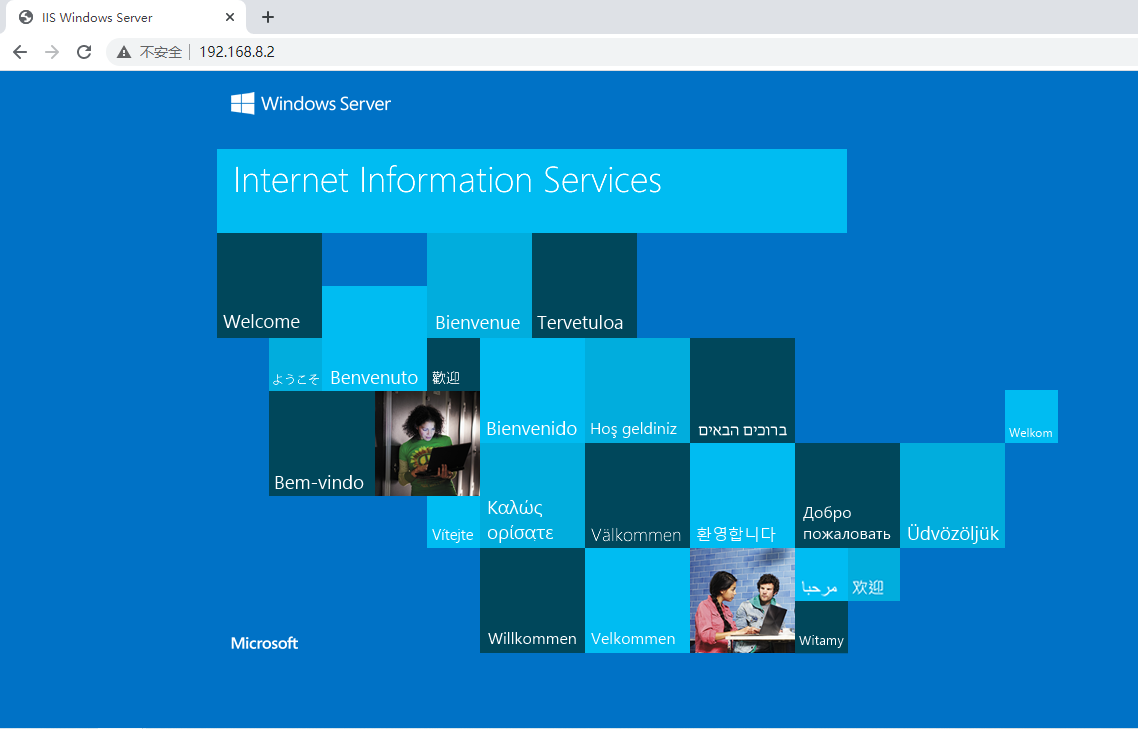 IIS Windows Server
不安全
192.168.8.2
Windows Server
Internet Information Services
Welcome
Bienvenue
Tervetuloa
ようこそ
Benvenuto
歡迎
Bienvenido
Hoş geldiniz
ברוכים הבאים
Welkom
Bem-vindo
Vítejte
Καλώς
ορίσατε
Välkommen
환영합니다
Добро
пожаловать
Üdvözöljük
Willkommen
Velkommen
مرحبا
欢迎
Witamy
Microsoft